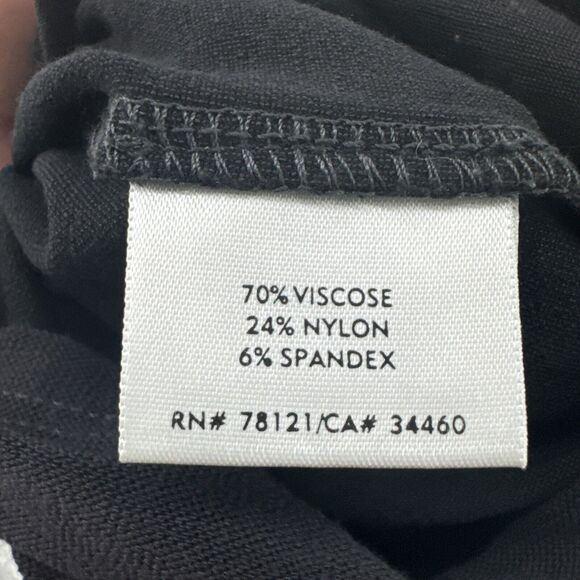 70% VISCOSE
24% NYLON
6% SPANDEX
RN# 78121/CA# 34460